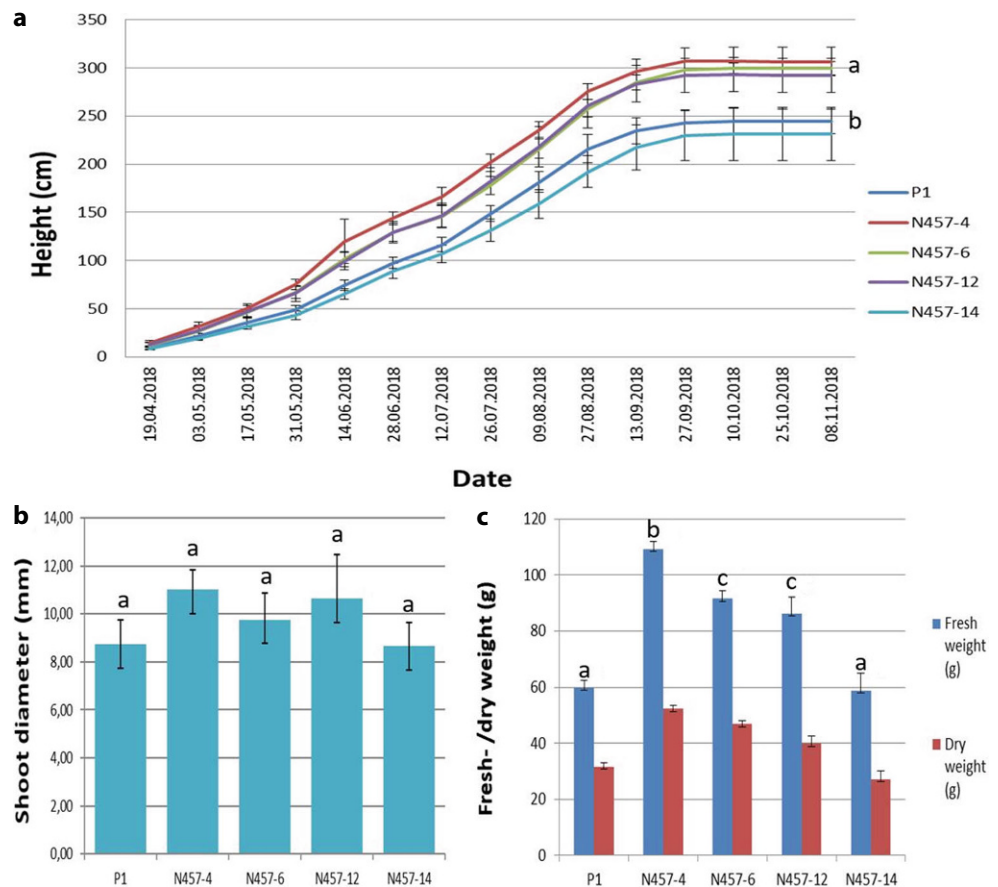 a
350
300
250
200
150
100
50
0
Height (cm)
a
b
P1
N457-4
N457-6
N457-12
N457-14
19.04.2018
03.05.2018
17.05.2018
31.05.2018
14.06.2018
28.06.2018
12.07.2018
26.07.2018
09.08.2018
27.08.2018
13.09.2018
27.09.2018
10.10.2018
25.10.2018
08.11.2018
Date
b
Shoot diameter (mm)
14,00
12,00
10,00
8,00
6,00
4,00
2,00
0,00
a
a
a
a
a
P1
N457-4
N457-6
N457-12
N457-14
c
Fresh- /dry weight (g)
120
100
80
60
40
20
0
a
b
c
c
a
P1
N457-4
N457-6
N457-12
N457-14
Fresh
weight
(g)
Dry
weight
(g)